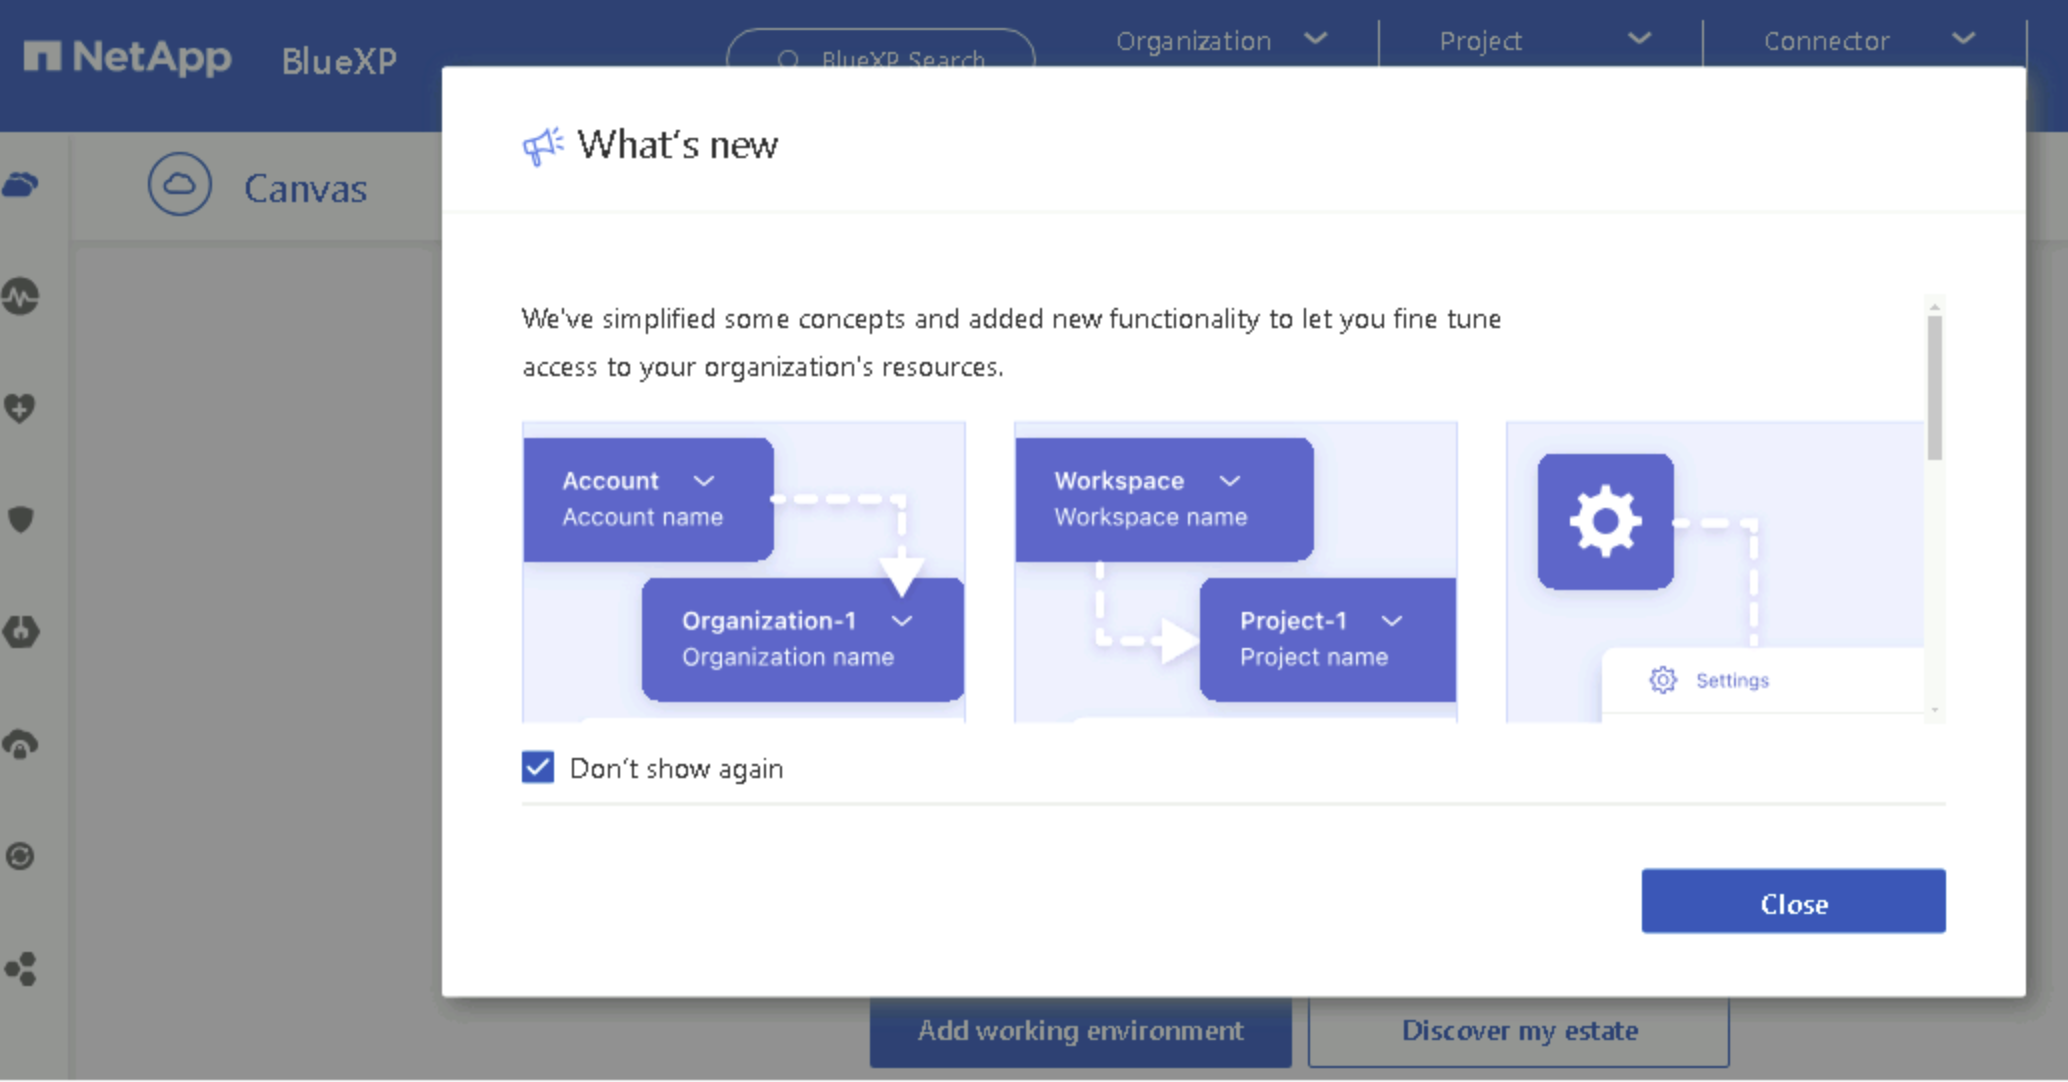 NetApp BlueXP
BlueXP Search
Organization
Project
Connector
Canvas
What's new
We've simplified some concepts and added new functionality to let you fine tune
access to your organization's resources.
Account
Account name
Organization-1
Organization name
Workspace
Workspace name
Project-1
Project name
Settings
Don't show again
Close
Add working environment
Discover my estate